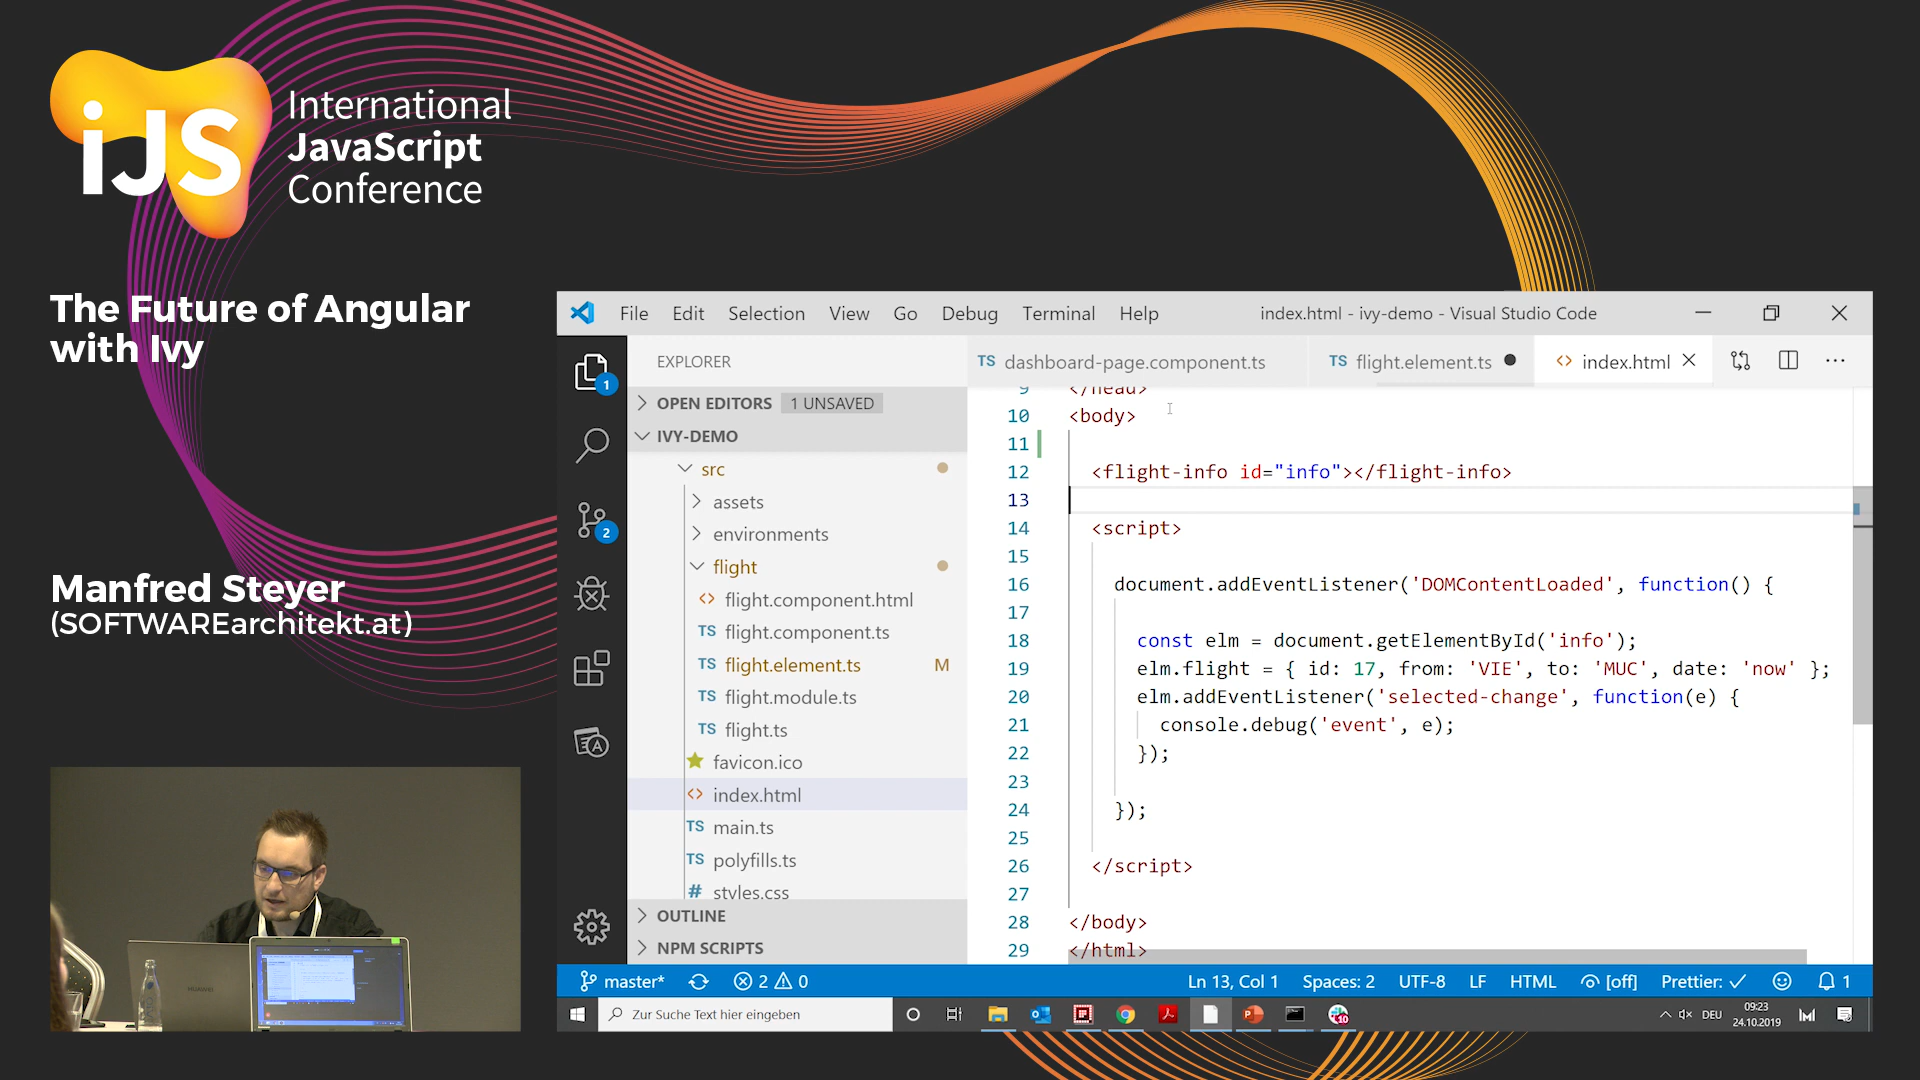 iJS
International
JavaScript
Conference
The Future of Angular
with Ivy
Manfred Steyer
(SOFTWAREarchitekt.at)
File Edit Selection View Go Debug Terminal Help index.html - ivy-demo - Visual Studio Code
EXPLORER
TS dashboard-page.component.ts TS flight.element.ts index.html
OPEN EDITORS 1 UNSAVED
IVY-DEMO
src
assets
environments
flight
flight.component.html
TS flight.component.ts
TS flight.element.ts M
TS flight.module.ts
TS flight.ts
favicon.ico
index.html
TS main.ts
TS polyfills.ts
# styles.css
OUTLINE
NPM SCRIPTS
1
2
9 </head>
10 <body>
11
12 <flight-info id="info"></flight-info>
13
14 <script>
15
16 document.addEventListener('DOMContentLoaded', function() {
17
18 const elm = document.getElementById('info');
19 elm.flight = { id: 17, from: 'VIE', to: 'MUC', date: 'now' };
20 elm.addEventListener('selected-change', function(e) {
21 console.debug('event', e);
22 });
23
24 });
25
26 </script>
27
28 </body>
29 </html>
master* 2 0 Ln 13, Col 1 Spaces: 2 UTF-8 LF HTML [off] Prettier: 1
Zur Suche Text hier eingeben
10
DEU
09:23
24.10.2019
HUAWEI